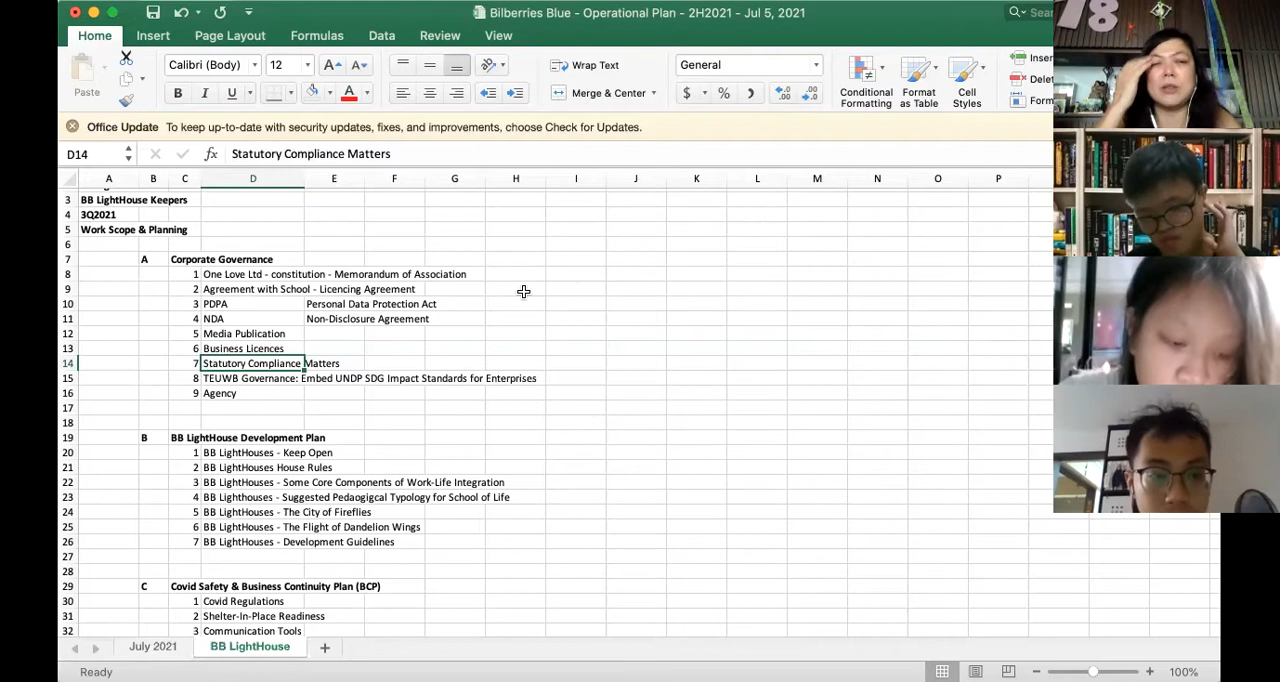 Bilberries Blue - Operational Plan - 2H2021 - Jul 5, 2021
Home Insert Page Layout Formulas Data Review View
Paste
Calibri (Body) 12 A A
B I U A
Wrap Text
Merge & Center
General
$ % )
Conditional Formatting
Format as Table
Cell Styles
Office Update To keep up-to-date with security updates, fixes, and improvements, choose Check for Updates.
D14 fx Statutory Compliance Matters
A B C D E F G H I J K L M N O P
3 BB LightHouse Keepers
4 3Q2021
5 Work Scope & Planning
6
7 A Corporate Governance
8 1 One Love Ltd - constitution - Memorandum of Association
9 2 Agreement with School - Licencing Agreement
10 3 PDPA Personal Data Protection Act
11 4 NDA Non-Disclosure Agreement
12 5 Media Publication
13 6 Business Licences
14 7 Statutory Compliance Matters
15 8 TEUWB Governance: Embed UNDP SDG Impact Standards for Enterprises
16 9 Agency
17
18
19 B BB LightHouse Development Plan
20 1 BB LightHouses - Keep Open
21 2 BB LightHouses House Rules
22 3 BB LightHouses - Some Core Components of Work-Life Integration
23 4 BB Lighthouses - Suggested Pedaogigcal Typology for School of Life
24 5 BB LightHouses - The City of Fireflies
25 6 BB LightHouses - The Flight of Dandelion Wings
26 7 BB LightHouses - Development Guidelines
27
28
29 C Covid Safety & Business Continuity Plan (BCP)
30 1 Covid Regulations
31 2 Shelter-In-Place Readiness
32 3 Communication Tools
July 2021 BB LightHouse +
Ready 100%
78